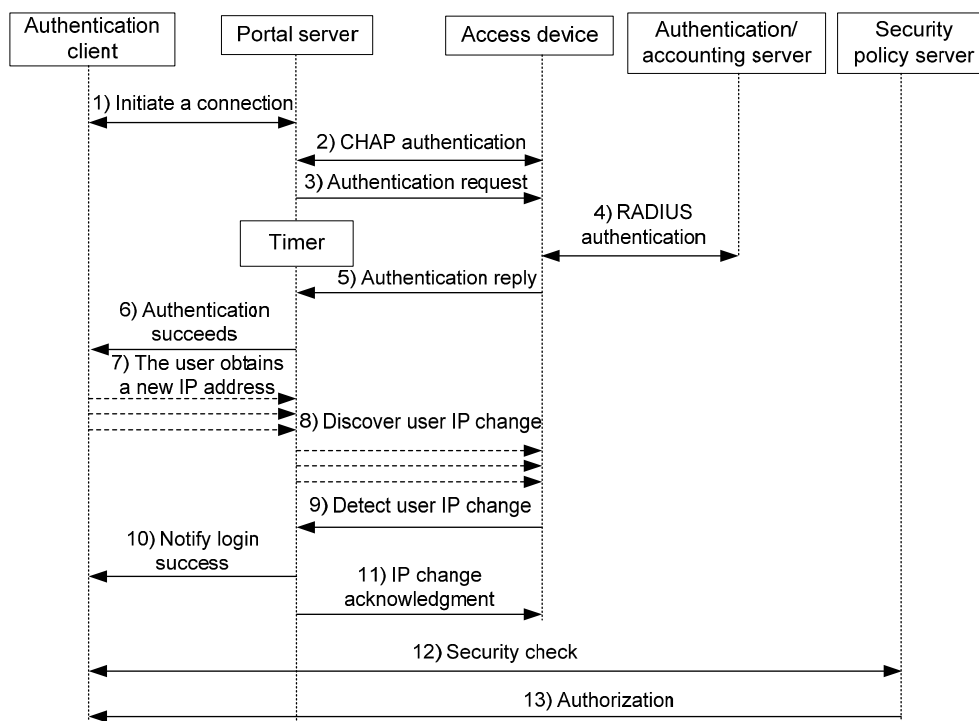 Authentication
client
Portal server
Access device
Authentication/
accounting server
Security
policy server
1) Initiate a connection
2) CHAP authentication
3) Authentication request
Timer
4) RADIUS
authentication
5) Authentication reply
6) Authentication
succeeds
7) The user obtains
a new IP address
8) Discover user IP change
9) Detect user IP change
10) Notify login
success
11) IP change
acknowledgment
12) Security check
13) Authorization